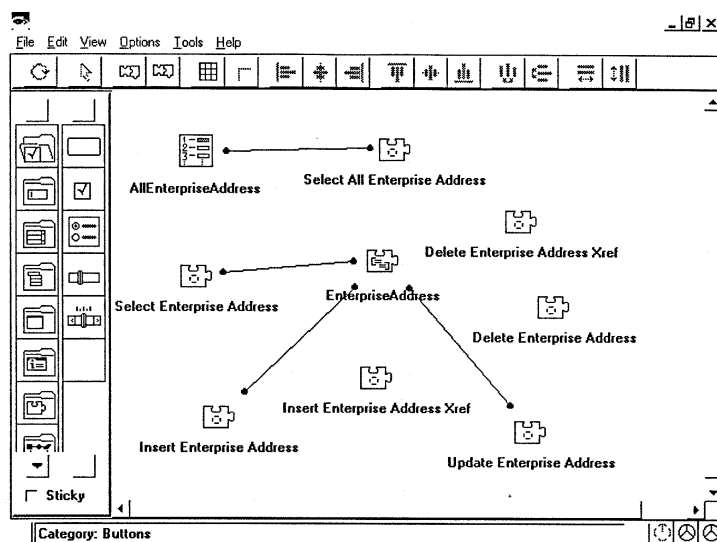 File Edit View Options Tools Help
AllEnterpriseAddress
Select All Enterprise Address
Delete Enterprise Address Xref
Select Enterprise Address
EnterpriseAddress
Delete Enterprise Address
Insert Enterprise Address Xref
Insert Enterprise Address
Update Enterprise Address
Sticky
Category: Buttons